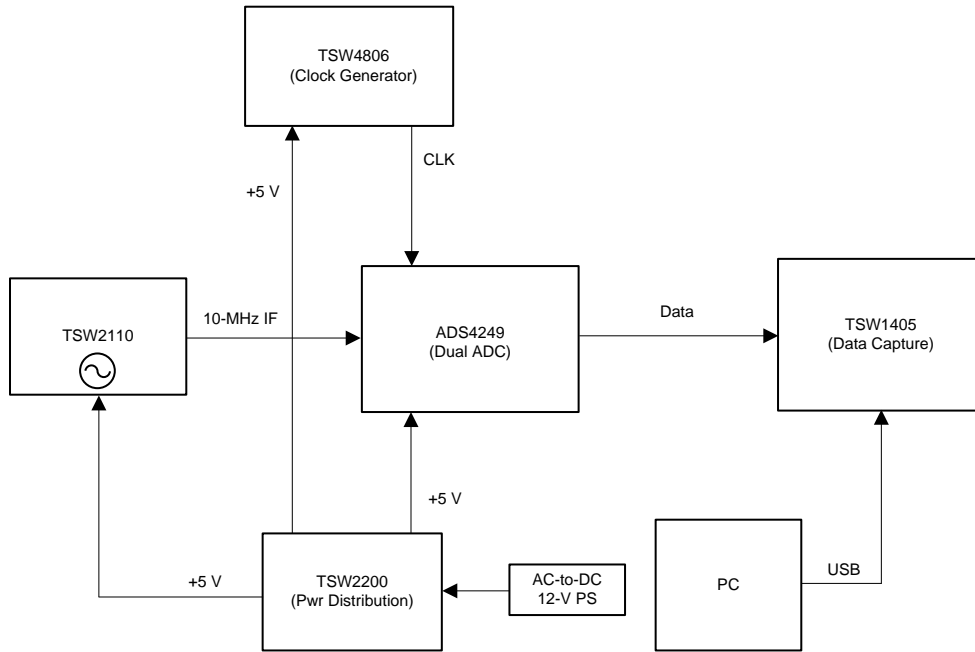 TSW4806
(Clock Generator)
CLK
+5 V
TSW2110
10-MHz IF
ADS4249
(Dual ADC)
Data
TSW1405
(Data Capture)
+5 V
+5 V
TSW2200
(Pwr Distribution)
AC-to-DC
12-V PS
PC
USB